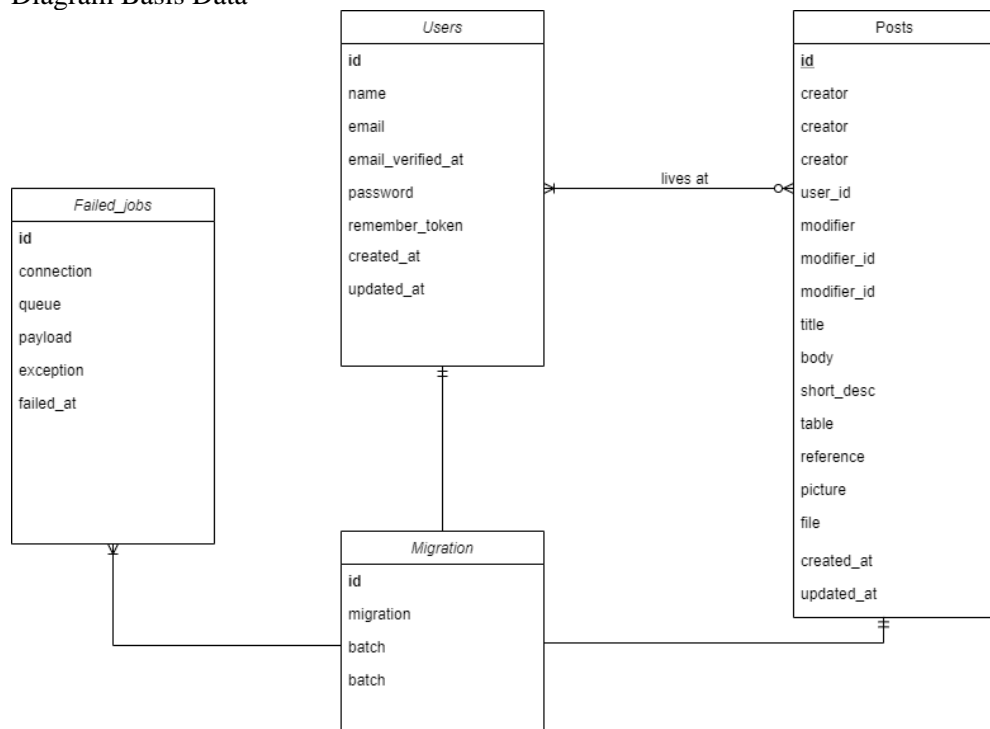 Diagram Basis Data
Users
id
name
email
email_verified_at
password
remember_token
created_at
updated_at
lives at
Posts
id
creator
creator
creator
user_id
modifier
modifier_id
modifier_id
title
body
short_desc
table
reference
picture
file
created_at
updated_at
Failed_jobs
id
connection
queue
payload
exception
failed_at
Migration
id
migration
batch
batch